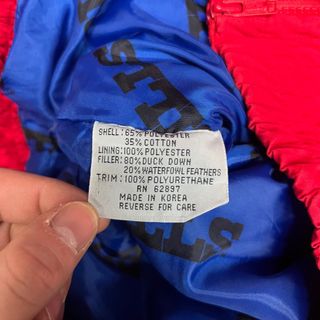 SHELL: 65% POLYESTER
35% COTTON
LINING: 100% POLYESTER
FILLER: 80% DUCK DOWN
20% WATERFOWL FEATHERS
TRIM: 100% POLYURETHANE
RN 62897
MADE IN KOREA
REVERSE FOR CARE